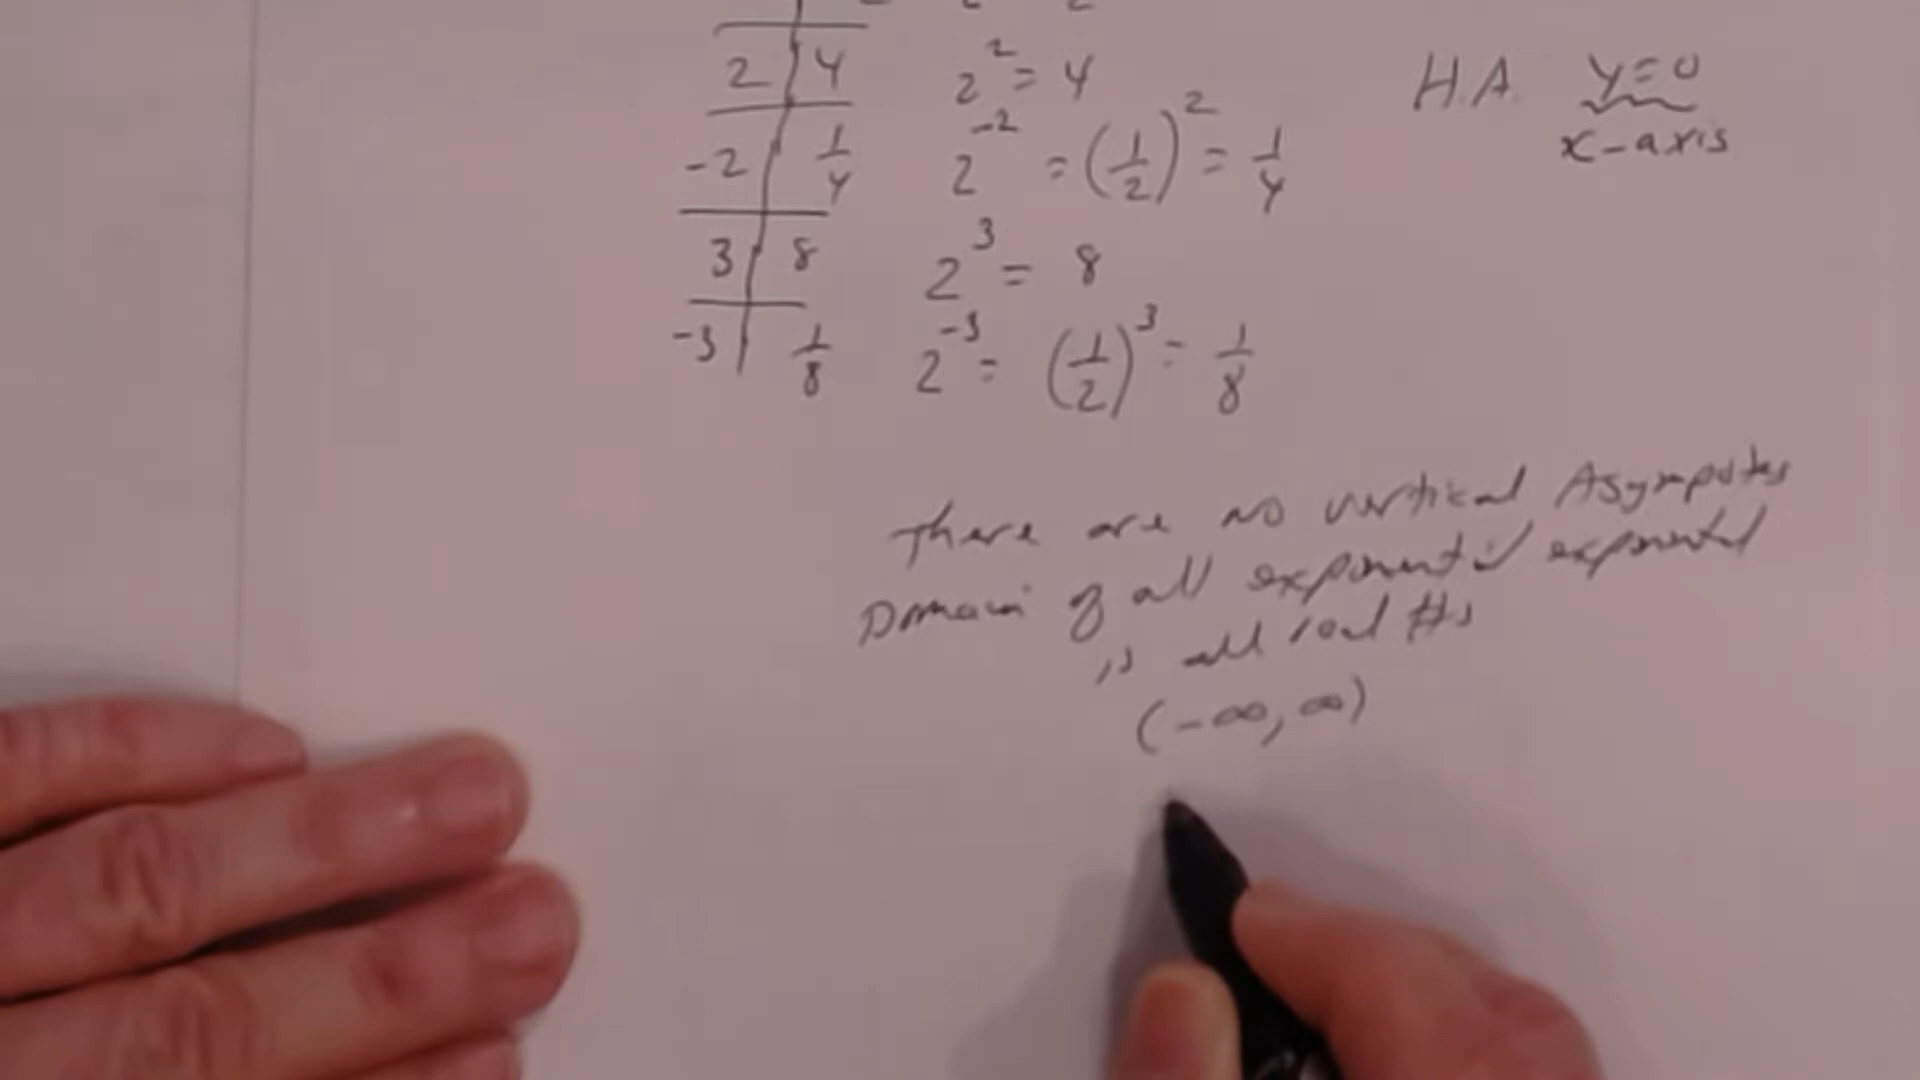 2 4 2^2 = 4 H.A. y=0
-2 1/4 2^-2 = (1/2)^2 = 1/4 x-axis
3 8 2^3 = 8
-3 1/8 2^-3 = (1/2)^3 = 1/8
There are no vertical Asymptotes
Domain of all exponential exponential
is all real #s
(-∞, ∞)